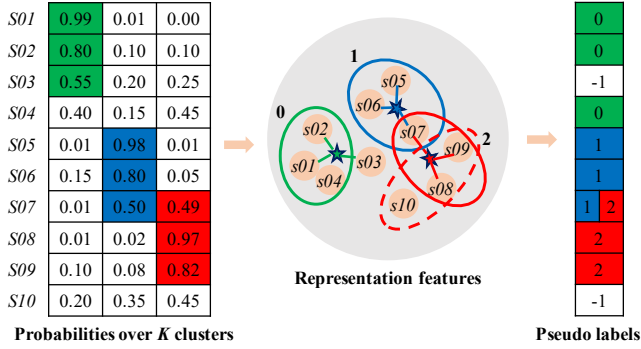 S01 0.99 0.01 0.00
S02 0.80 0.10 0.10
S03 0.55 0.20 0.25
S04 0.40 0.15 0.45
S05 0.01 0.98 0.01
S06 0.15 0.80 0.05
S07 0.01 0.50 0.49
S08 0.01 0.02 0.97
S09 0.10 0.08 0.82
S10 0.20 0.35 0.45
Probabilities over K clusters
1
s05
s06
0
s02
s07
2
s09
s01
s03
s04
s08
s10
Representation features
0
0
-1
0
1
1
1 2
2
2
-1
Pseudo labels